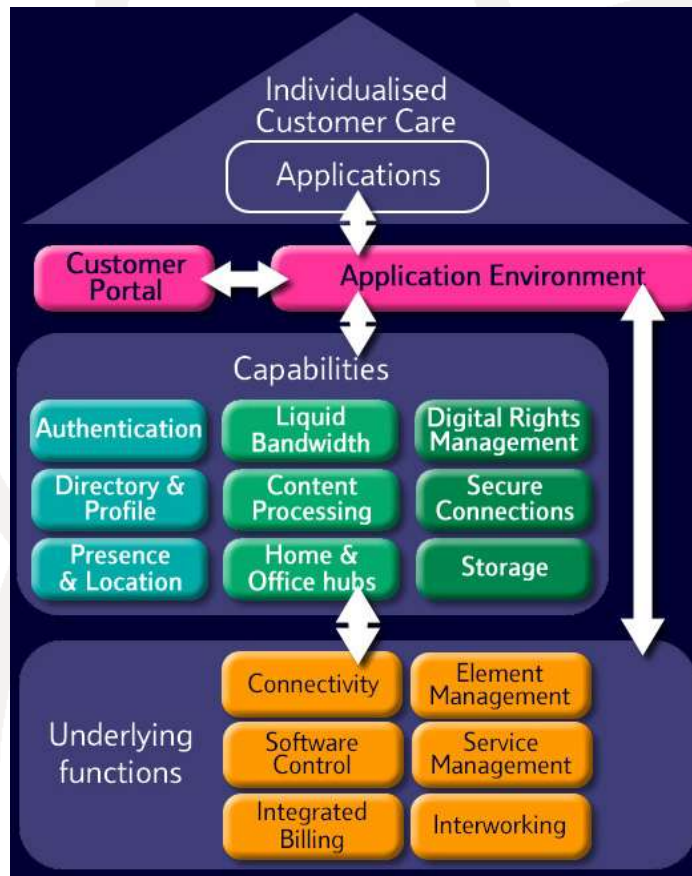 Individualised
Customer Care
Applications
Customer
Portal
Application Environment
Capabilities
Authentication
Liquid
Bandwidth
Digital Rights
Management
Directory &
Profile
Content
Processing
Secure
Connections
Presence
& Location
Home &
Office hubs
Storage
Underlying
functions
Connectivity
Element
Management
Software
Control
Service
Management
Integrated
Billing
Interworking